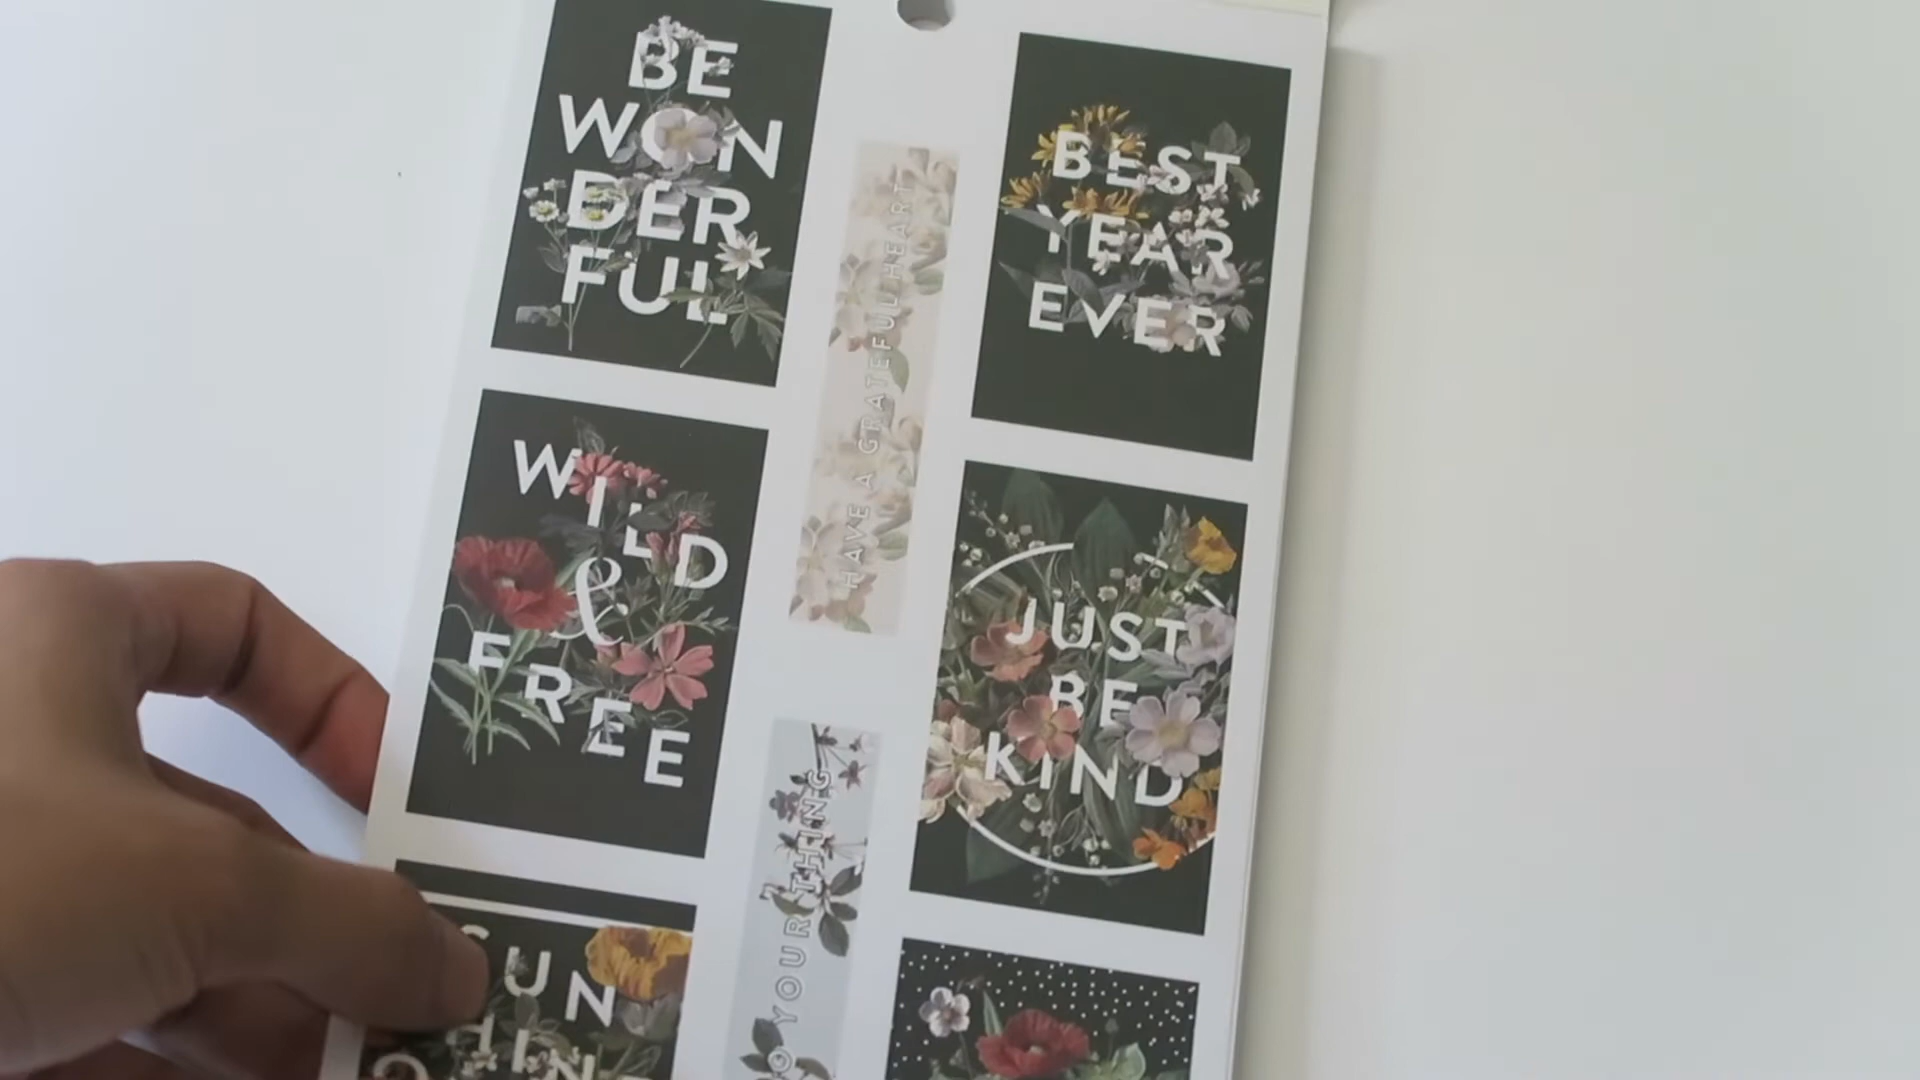 BE
WON
DER
FUL
HAVE A GRATEFUL HEART
BEST
YEAR
EVER
WILD
&
FREE
JUST
BE
KIND
YOUR THING
SUN